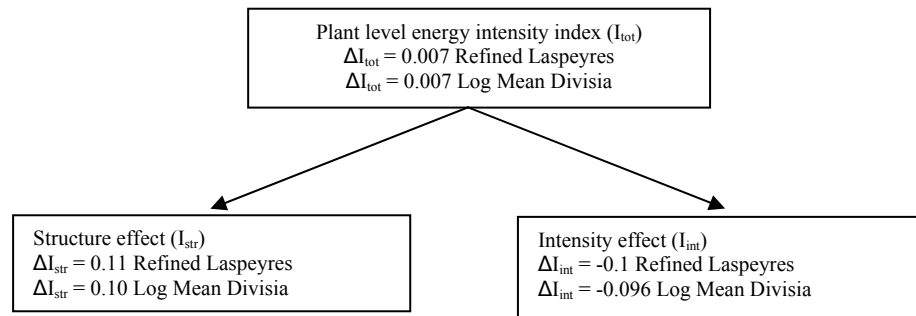 Plant level energy intensity index (Itot)
ΔItot = 0.007 Refined Laspeyres
ΔItot = 0.007 Log Mean Divisia
Structure effect (Istr)
ΔIstr = 0.11 Refined Laspeyres
ΔIstr = 0.10 Log Mean Divisia
Intensity effect (Iint)
ΔIint = -0.1 Refined Laspeyres
ΔIint = -0.096 Log Mean Divisia